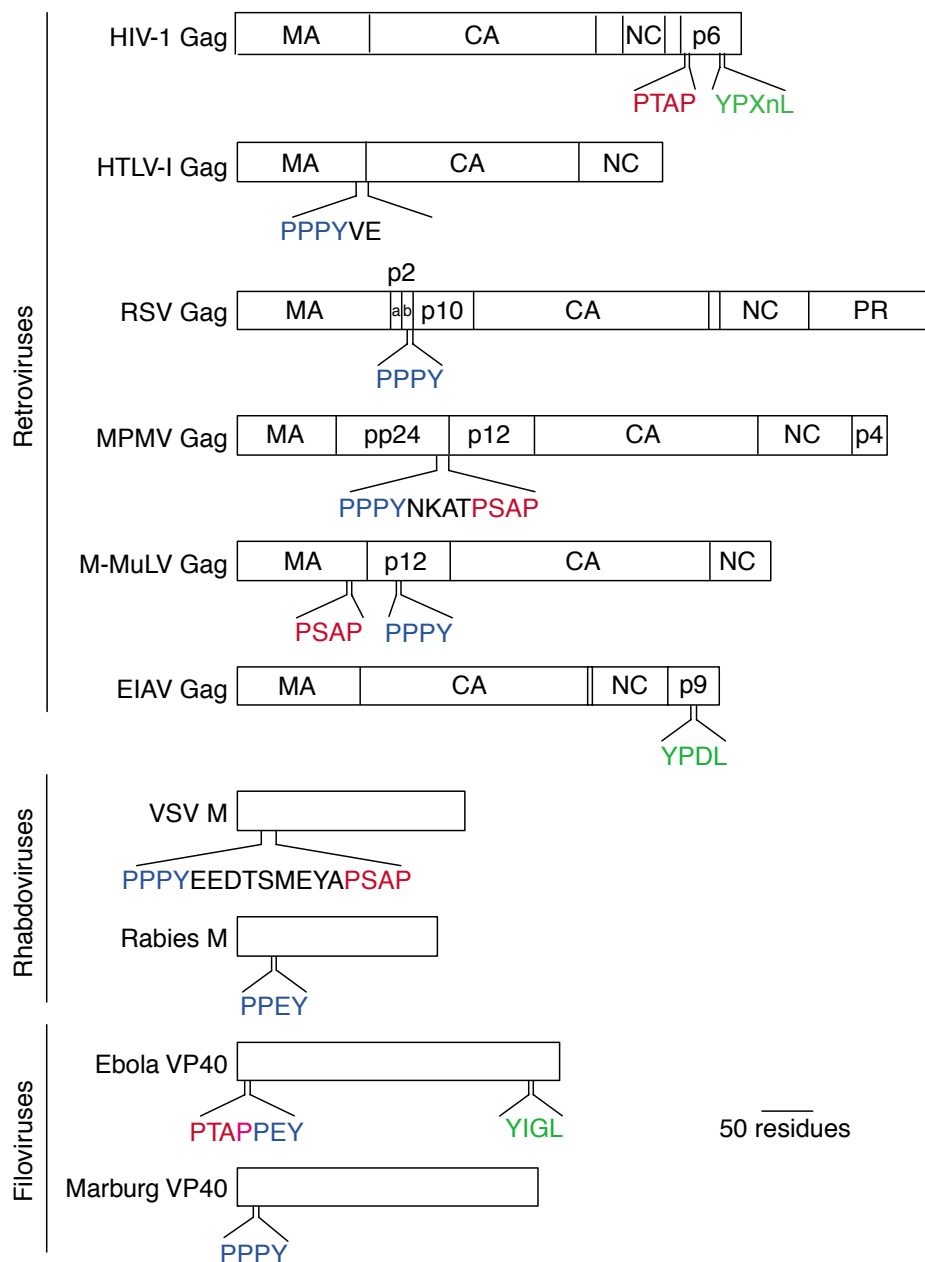 Retroviruses
HIV-1 Gag MA CA NC p6
PTAP YPXnL
HTLV-I Gag MA CA NC
PPPYVE
p2
RSV Gag MA a b p10 CA NC PR
PPPY
MPMV Gag MA pp24 p12 CA NC p4
PPPYNKATPSAP
M-MuLV Gag MA p12 CA NC
PSAP PPPY
EIAV Gag MA CA NC p9
YPDL
Rhabdoviruses
VSV M
PPPYEEDTSMEYAPSAP
Rabies M
PPEY
Filoviruses
Ebola VP40
PTAPPEY YIGL
50 residues
Marburg VP40
PPPY